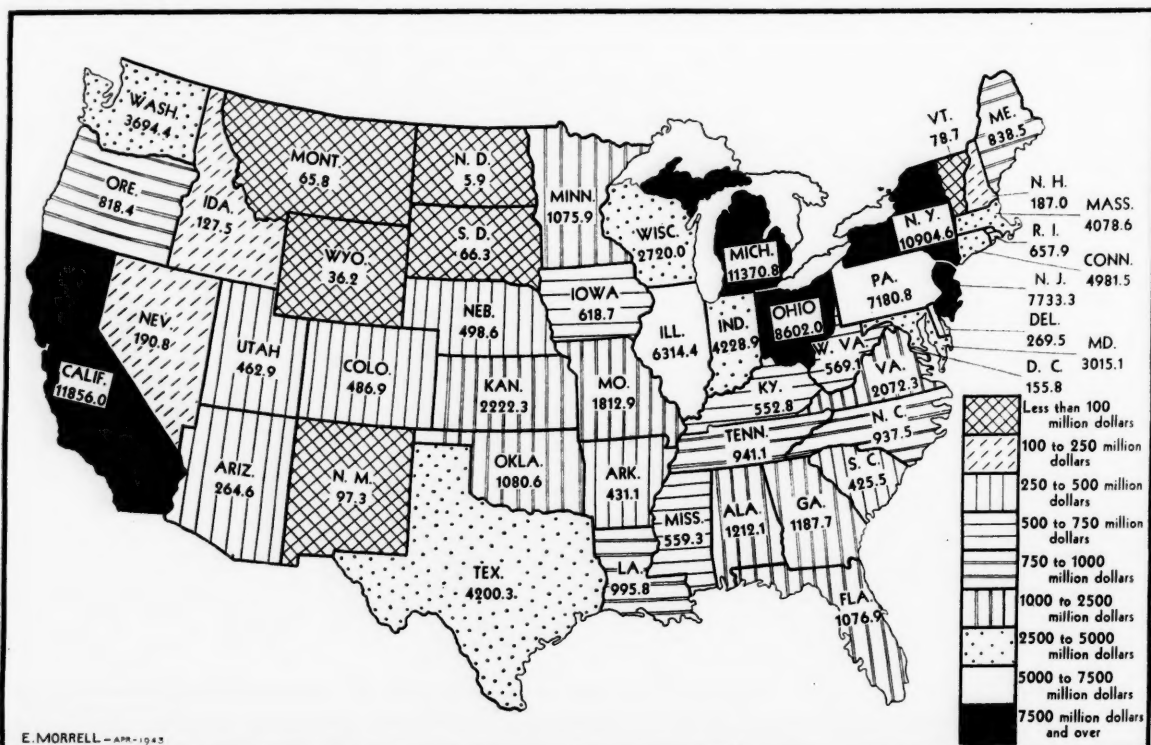 WASH.
3694.4
ORE.
818.4
CALIF.
11856.0
IDA.
127.5
NEV.
190.8
MONT.
65.8
WYO.
36.2
UTAH
462.9
COLO.
486.9
ARIZ.
264.6
N. M.
97.3
N. D.
5.9
S. D.
66.3
NEB.
498.6
KAN.
2222.3
OKLA.
1080.6
TEX.
4200.3
MINN.
1075.9
IOWA
618.7
MO.
1812.9
ARK.
431.1
LA.
995.8
WISC.
2720.0
ILL.
6314.4
MICH.
11370.8
IND.
4228.9
OHIO
8602.0
KY.
552.8
TENN.
941.1
MISS.
559.3
ALA.
1212.1
GA.
1187.7
FLA.
1076.9
S. C.
425.5
N. C.
937.5
VA.
2072.3
W. VA.
569.1
PA.
7180.8
N. Y.
10904.6
VT.
78.7
ME.
838.5
N. H.
187.0
MASS.
4078.6
R. I.
657.9
CONN.
4981.5
N. J.
7733.3
DEL.
269.5
MD.
3015.1
D. C.
155.8
Less than 100
million dollars
100 to 250 million
dollars
250 to 500 million
dollars
500 to 750 million
dollars
750 to 1000
million dollars
1000 to 2500
million dollars
2500 to 5000
million dollars
5000 to 7500
million dollars
7500 million dollars
and over
E. MORRELL - APR - 1943